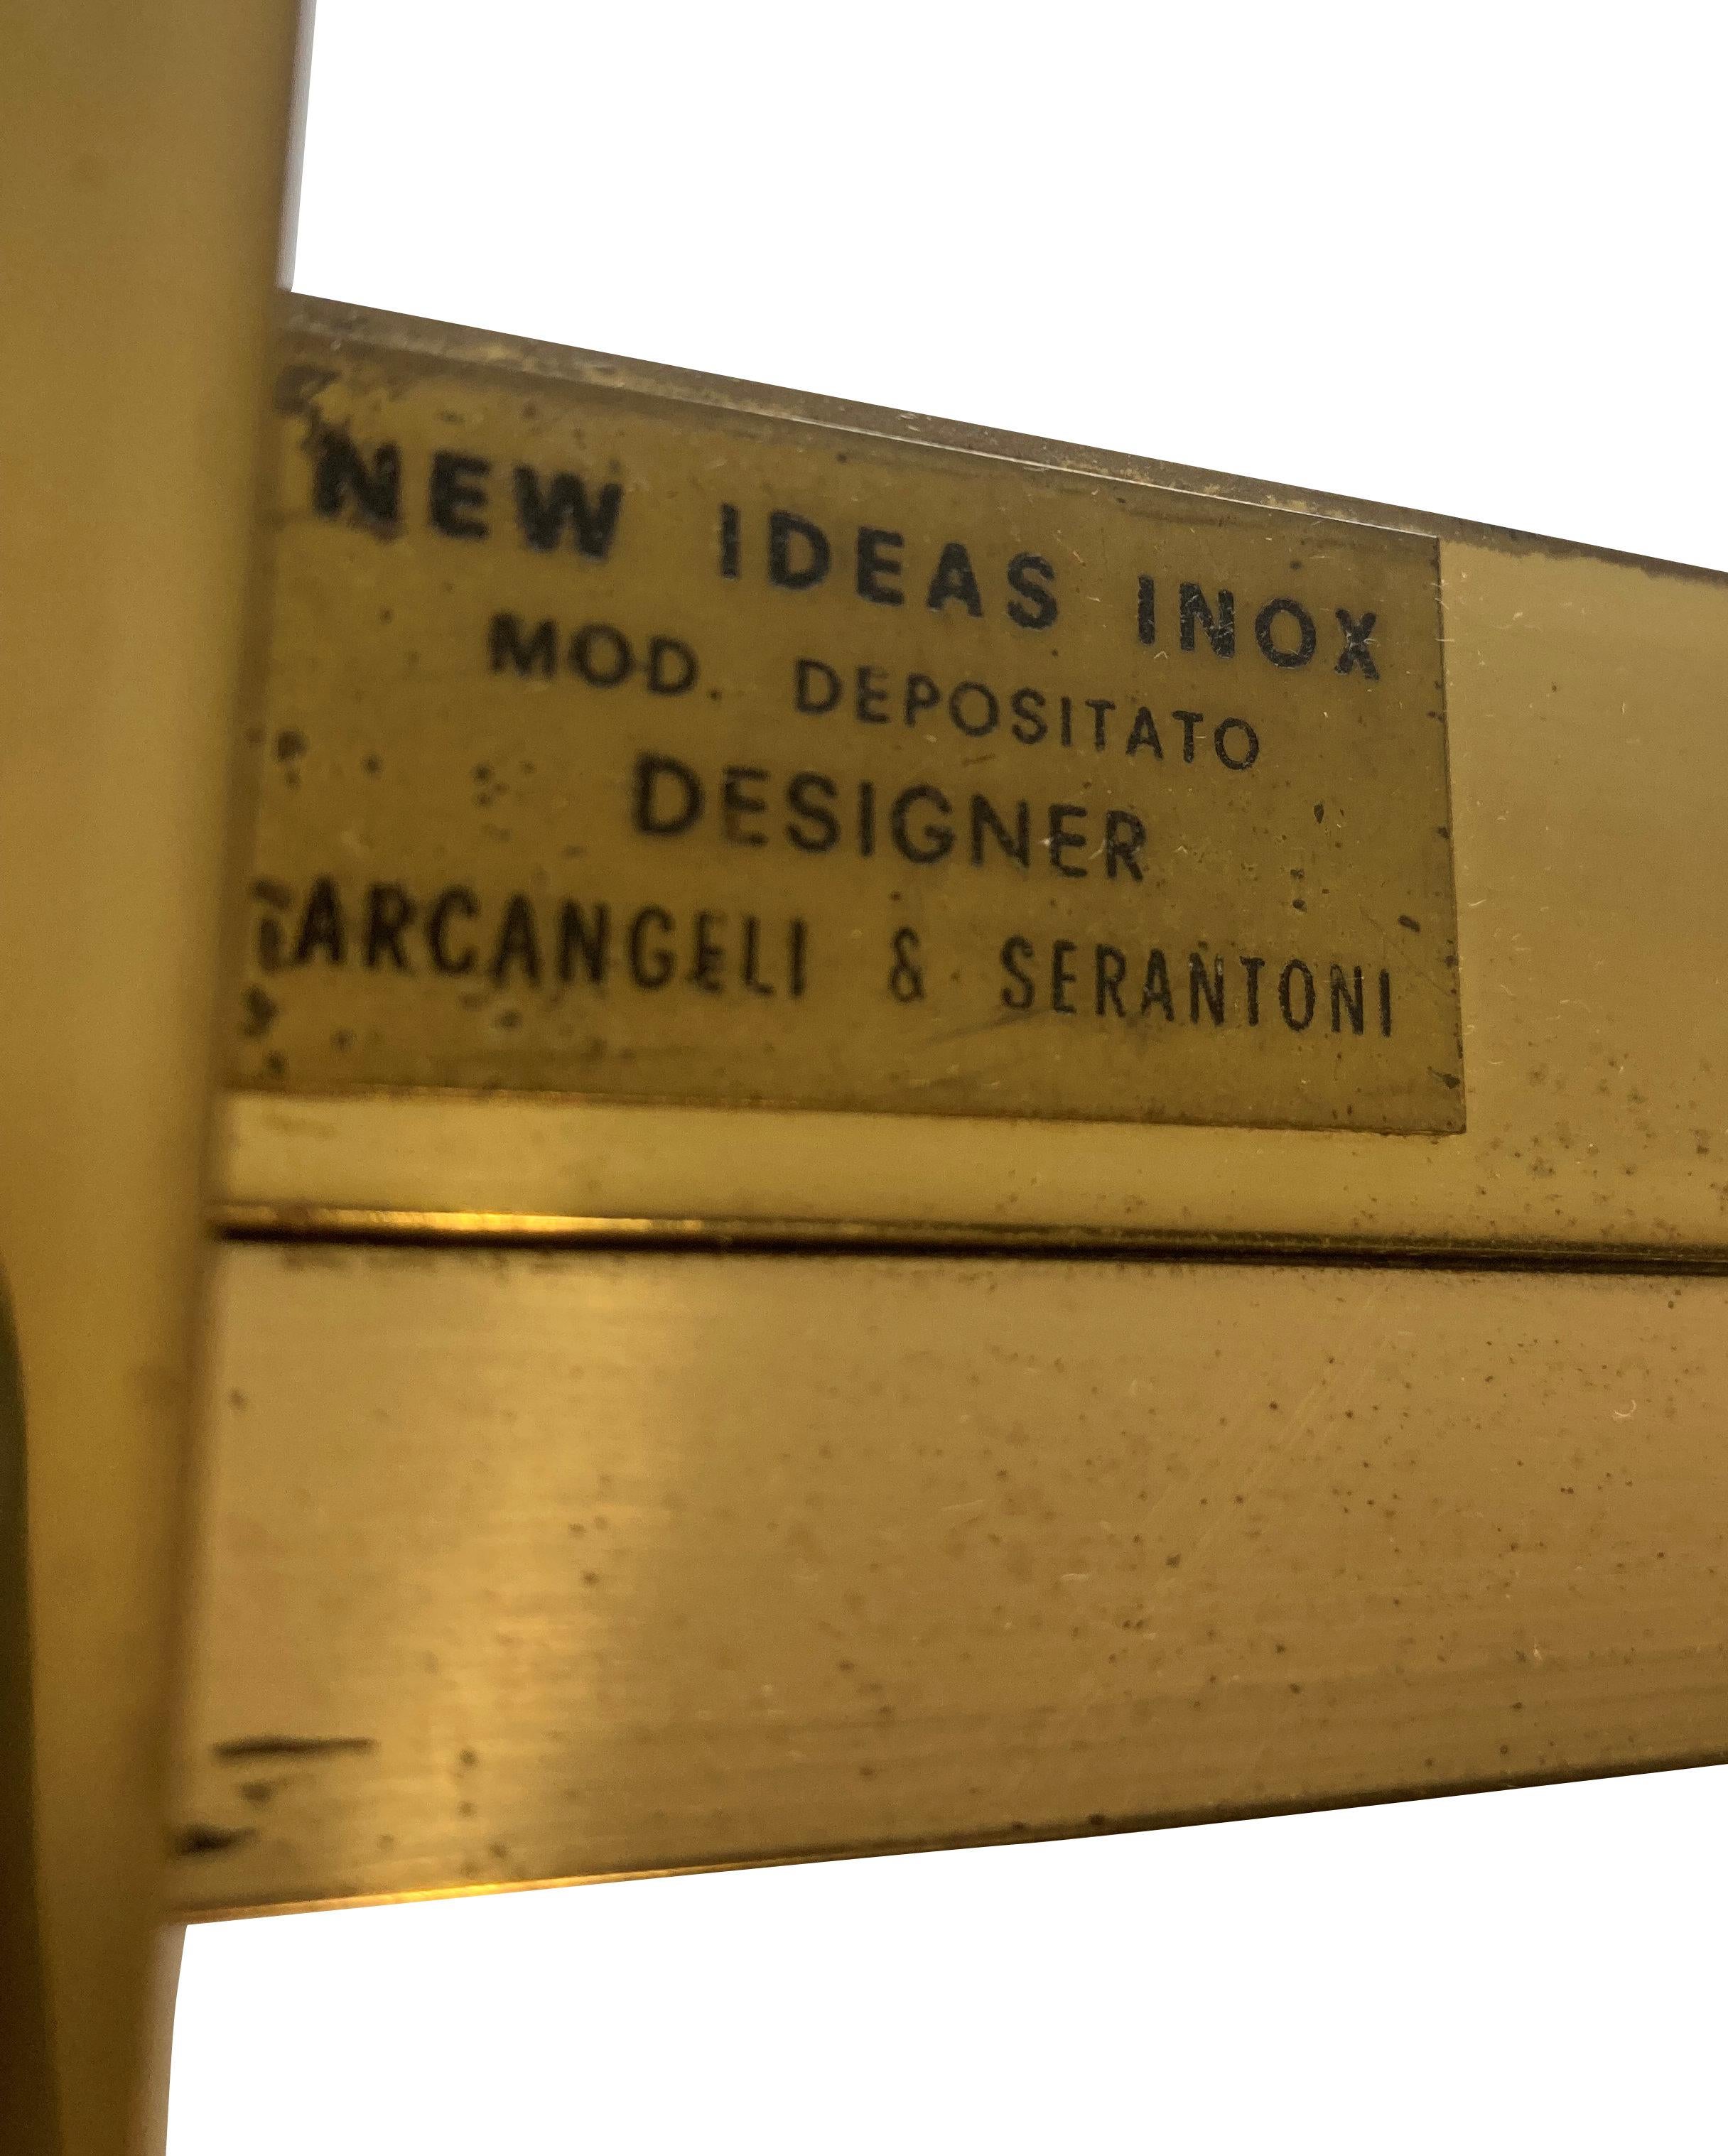 NEW IDEAS INOX
MOD. DEPOSITATO
DESIGNER
ARCANGELI & SERANTONI